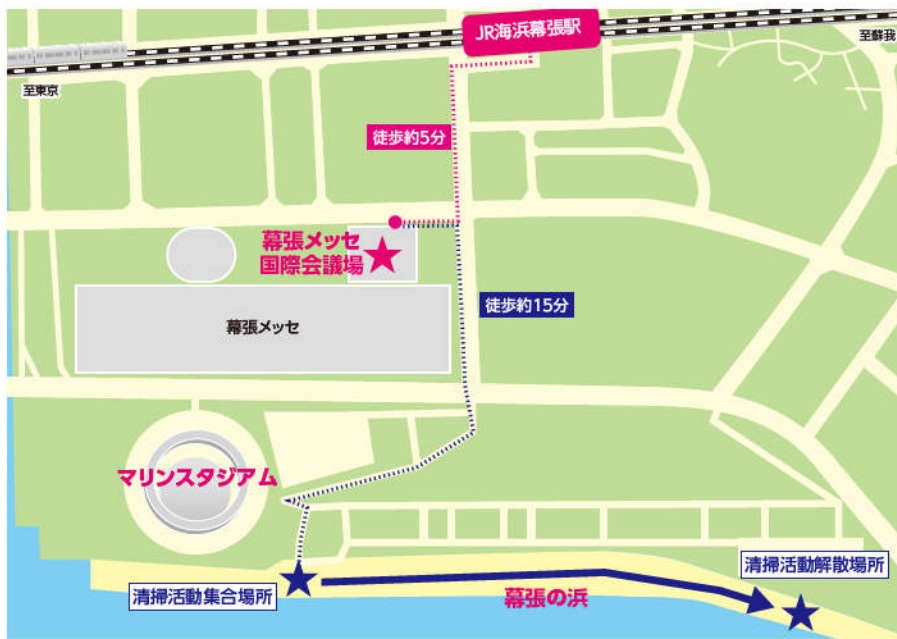 JR海浜幕張駅
至蘇我
至東京
徒歩約5分
幕張メッセ
国際会議場
徒歩約15分
幕張メッセ
マリンスタジアム
清掃活動解散場所
清掃活動集合場所
幕張の浜